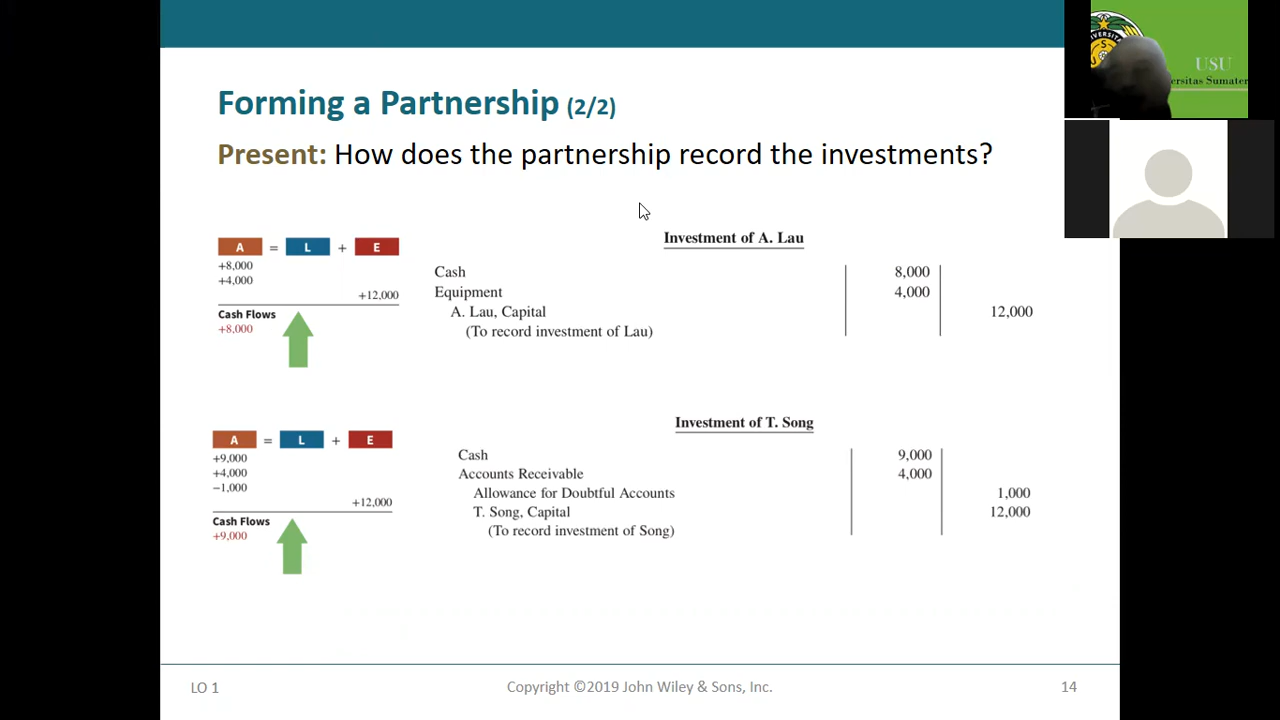 Forming a Partnership (2/2)
Present: How does the partnership record the investments?
A = L + E
+8,000
+4,000
+12,000
Cash Flows
+8,000
Investment of A. Lau
Cash 8,000
Equipment 4,000
A. Lau, Capital 12,000
(To record investment of Lau)
A = L + E
+9,000
+4,000
−1,000
+12,000
Cash Flows
+9,000
Investment of T. Song
Cash 9,000
Accounts Receivable 4,000
Allowance for Doubtful Accounts 1,000
T. Song, Capital 12,000
(To record investment of Song)
LO 1
Copyright ©2019 John Wiley & Sons, Inc.
14
USU